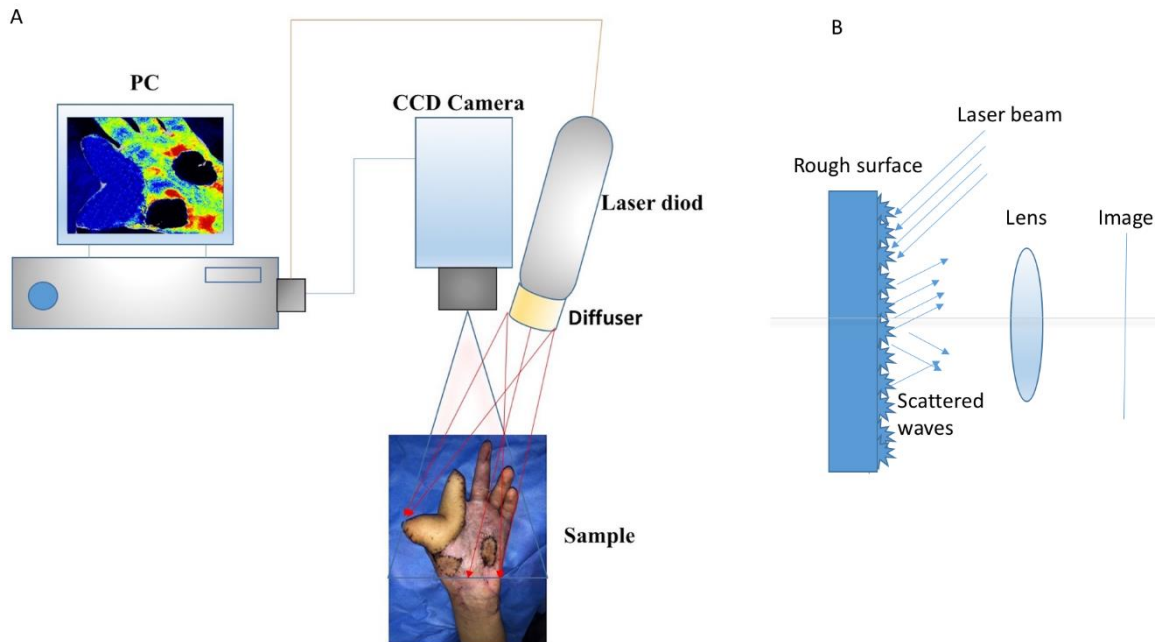 A
PC
CCD Camera
Laser diod
Diffuser
Sample
B
Laser beam
Rough surface
Lens
Image
Scattered
waves